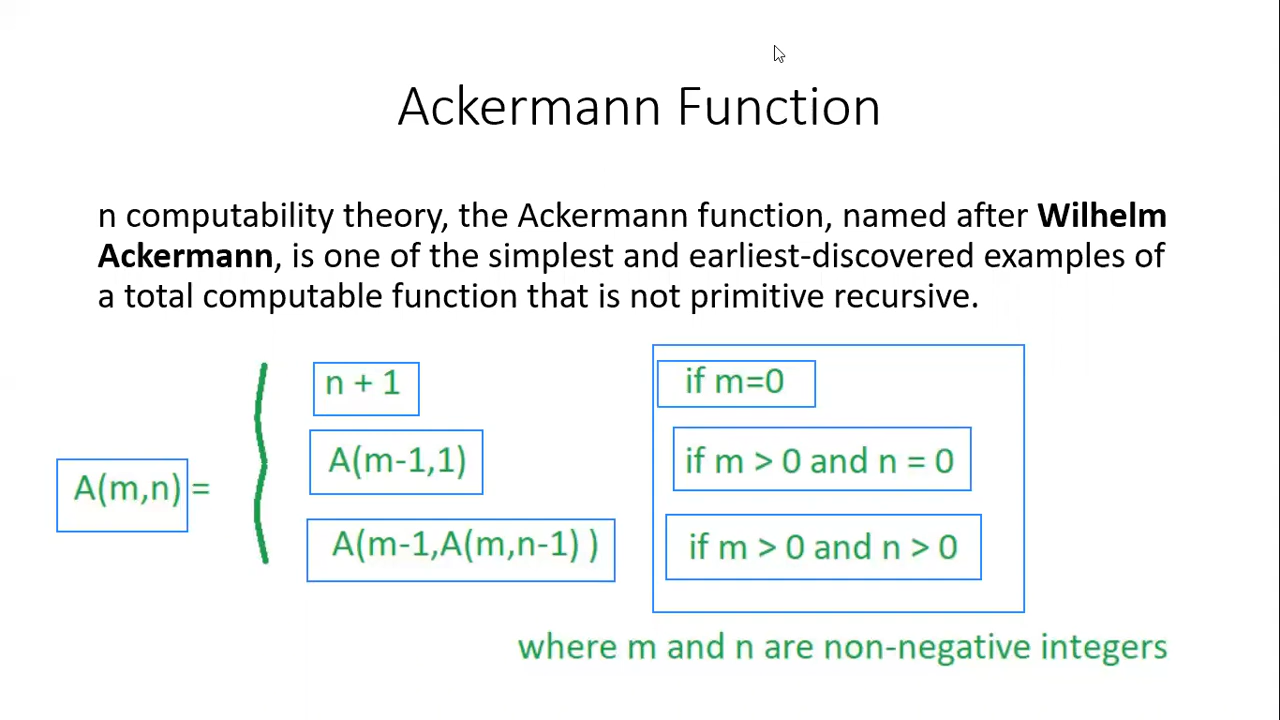 Ackermann Function
n computability theory, the Ackermann function, named after Wilhelm
Ackermann, is one of the simplest and earliest-discovered examples of
a total computable function that is not primitive recursive.
n + 1 if m=0
A(m-1,1) if m > 0 and n = 0
A(m,n) =
A(m-1,A(m,n-1) ) if m > 0 and n > 0
where m and n are non-negative integers